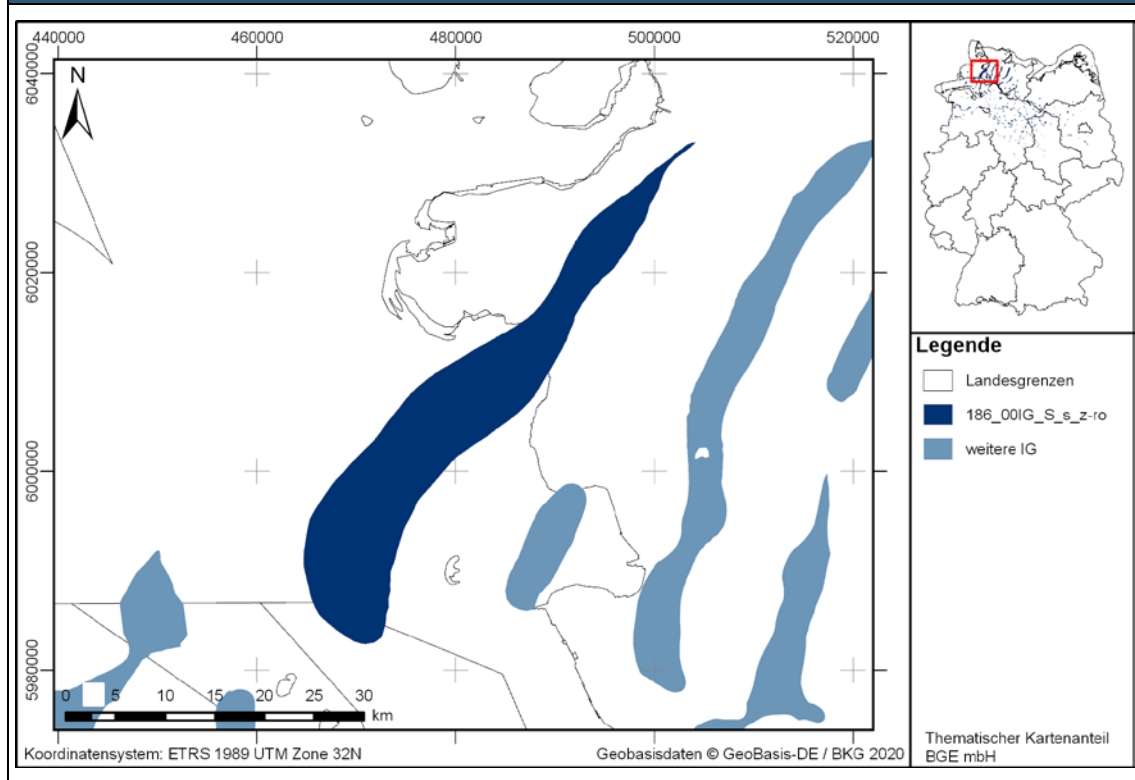 440000 460000 480000 500000 520000
6040000
6020000
6000000
5980000
N
0 5 10 15 20 25 30
km
Koordinatensystem: ETRS 1989 UTM Zone 32N
Geobasisdaten © GeoBasis-DE / BKG 2020
Legende
Landesgrenzen
186_00IG_S_s_z-ro
weitere IG
Thematischer Kartenanteil
BGE mbH